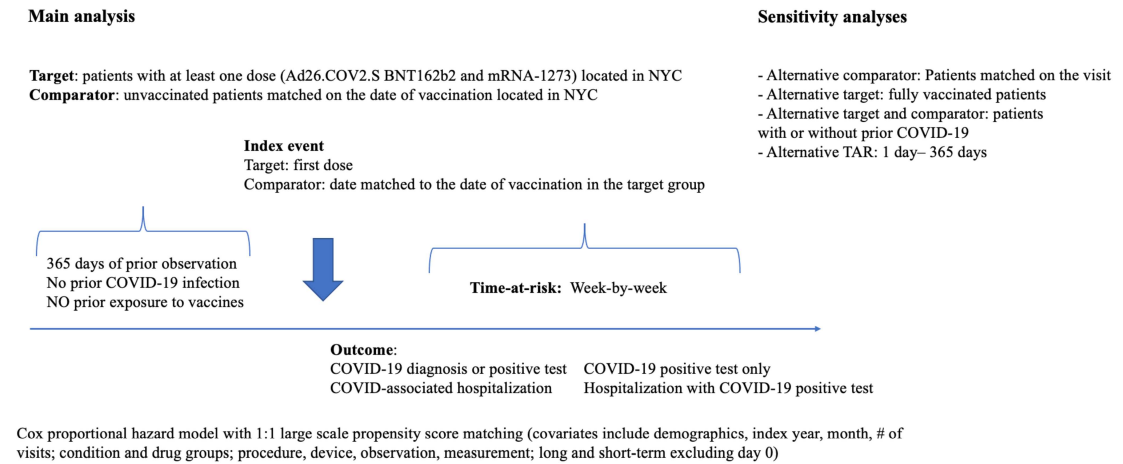 Main analysis
Sensitivity analyses
Target: patients with at least one dose (Ad26.COV2.S BNT162b2 and mRNA-1273) located in NYC
Comparator: unvaccinated patients matched on the date of vaccination located in NYC
- Alternative comparator: Patients matched on the visit
- Alternative target: fully vaccinated patients
- Alternative target and comparator: patients
with or without prior COVID-19
- Alternative TAR: 1 day– 365 days
Index event
Target: first dose
Comparator: date matched to the date of vaccination in the target group
365 days of prior observation
No prior COVID-19 infection
NO prior exposure to vaccines
Time-at-risk: Week-by-week
Outcome:
COVID-19 diagnosis or positive test COVID-19 positive test only
COVID-associated hospitalization Hospitalization with COVID-19 positive test
Cox proportional hazard model with 1:1 large scale propensity score matching (covariates include demographics, index year, month, # of
visits; condition and drug groups; procedure, device, observation, measurement; long and short-term excluding day 0)